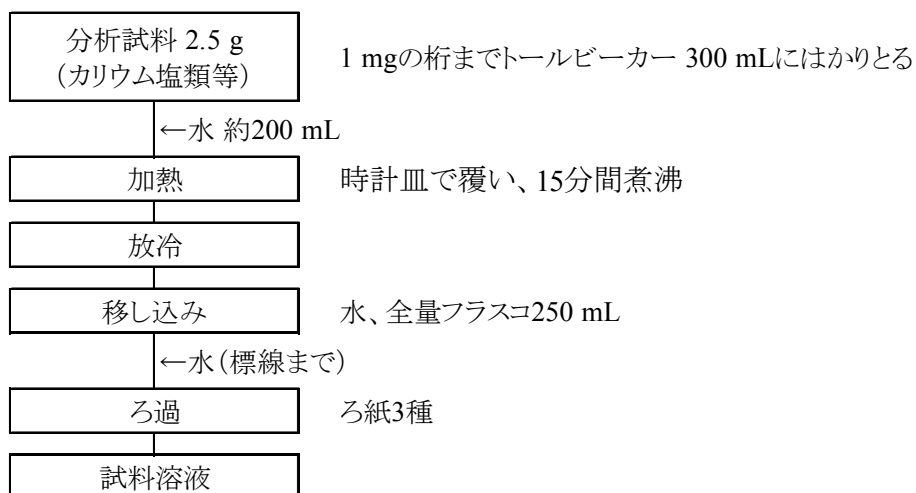 分析試料 2.5 g
（カリウム塩類等）
1 mgの桁までトールビーカー 300 mLにはかりとる
←水 約200 mL
加熱
時計皿で覆い、15分間煮沸
放冷
移し込み
水、全量フラスコ250 mL
←水（標線まで）
ろ過
ろ紙3種
試料溶液